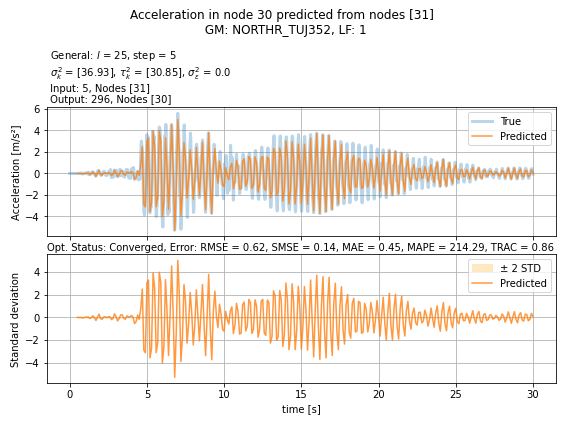 Acceleration in node 30 predicted from nodes [31]
GM: NORTHR_TUJ352, LF: 1
General: l = 25, step = 5
σ²ₖ = [36.93], τ²ₖ = [30.85], σ²ε = 0.0
Input: 5, Nodes [31]
Output: 296, Nodes [30]
Acceleration [m/s²]
6
4
2
0
−2
−4
True
Predicted
Opt. Status: Converged, Error: RMSE = 0.62, SMSE = 0.14, MAE = 0.45, MAPE = 214.29, TRAC = 0.86
Standard deviation
4
2
0
−2
−4
± 2 STD
Predicted
0 5 10 15 20 25 30
time [s]